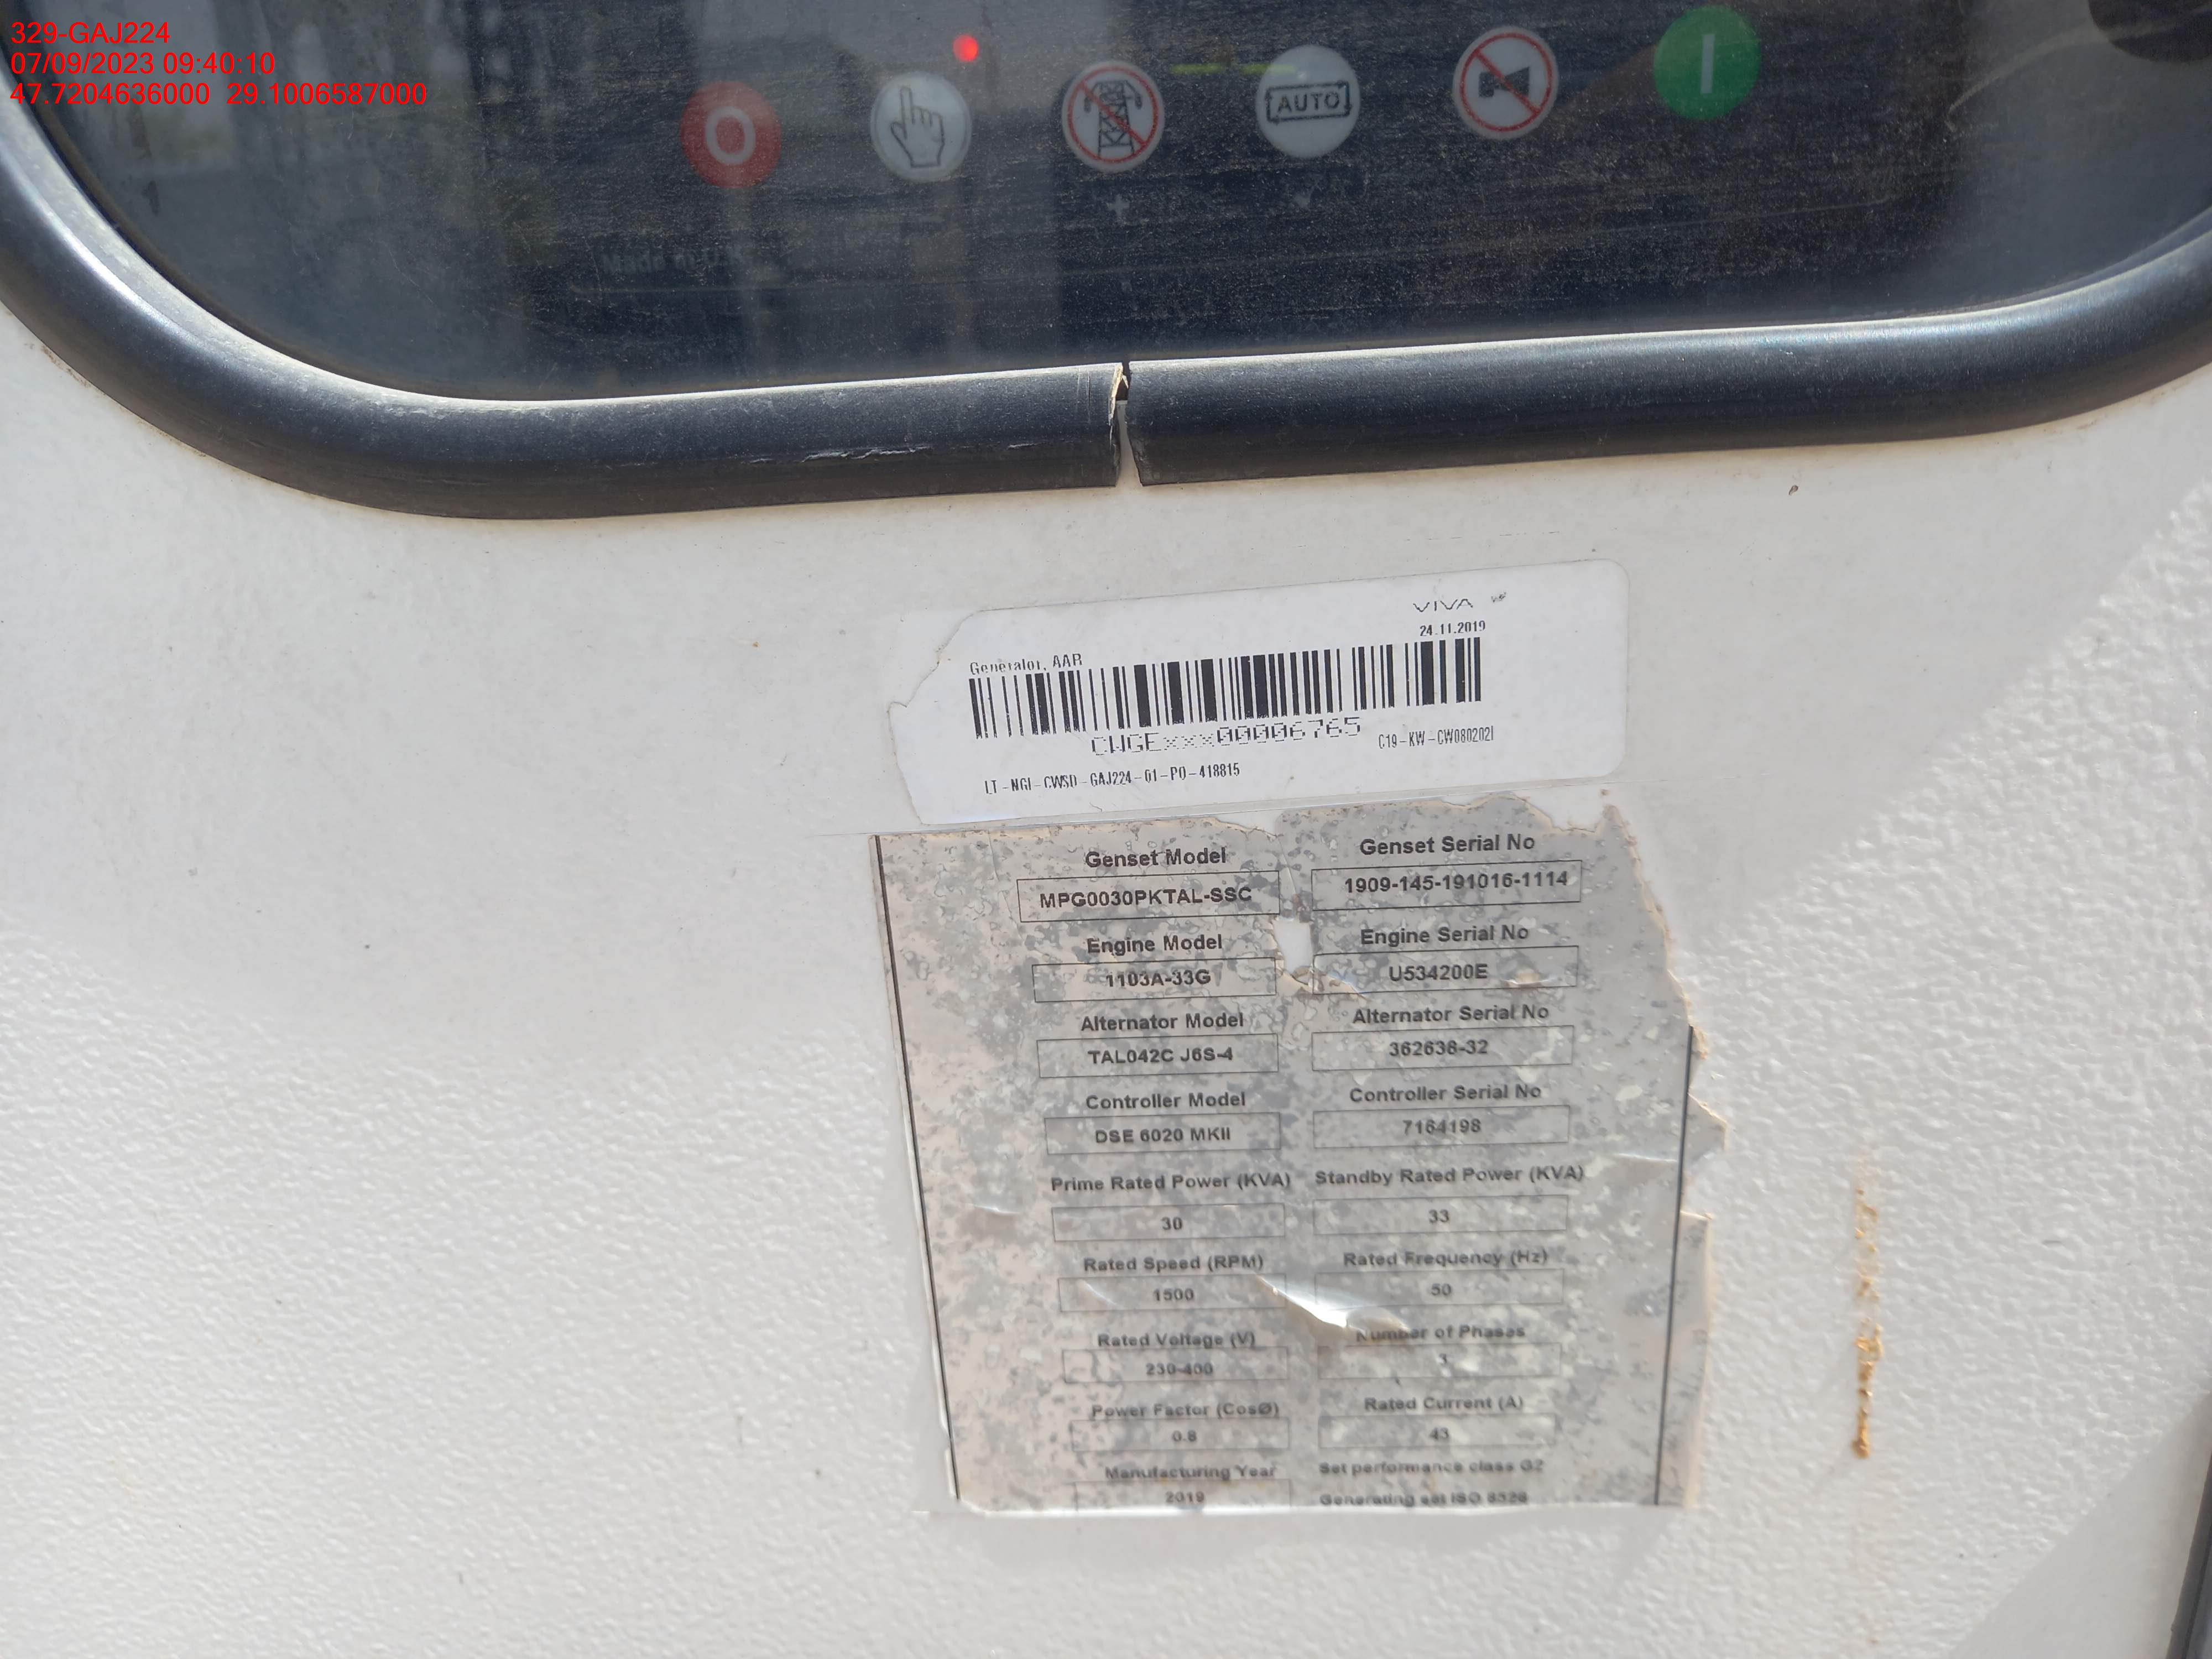 329-GAJ224
07/09/2023 09:40:10
47.7204636000 29.1006587000
AUTO
VIVA
24.11.2019
Generator, AAR
CWGExxx00006765
C19-KW-CW080202I
LT-NGI-CWSD-GAJ224-01-PO-418815
Genset Model Genset Serial No
MPG0030PKTAL-SSC 1909-145-191016-1114
Engine Model Engine Serial No
1103A-33G U534200E
Alternator Model Alternator Serial No
TAL042C J6S-4 362638-32
Controller Model Controller Serial No
DSE 6020 MKII 7164198
Prime Rated Power (KVA) Standby Rated Power (KVA)
30 33
Rated Speed (RPM) Rated Frequency (Hz)
1500 50
Rated Voltage (V) Number of Phases
230-400 3
Power Factor (CosØ) Rated Current (A)
0.8 43
Manufacturing Year Set performance class G2
2019 Generating set ISO 8528